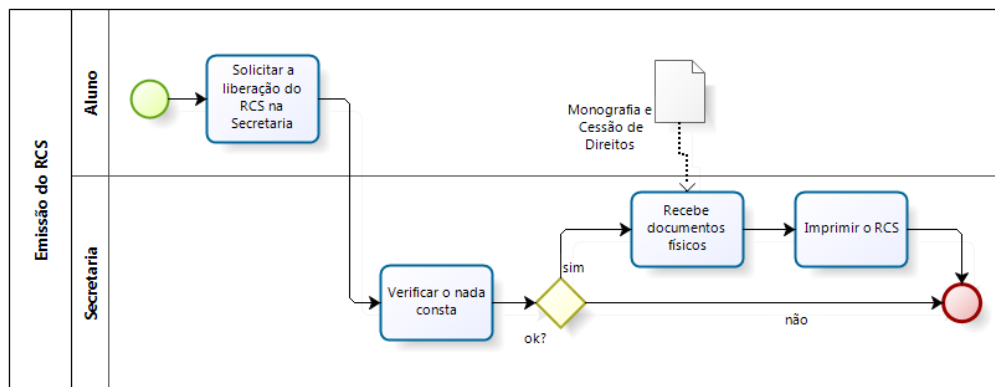 Emissão do RCS
Aluno
Solicitar a
liberação do
RCS na
Secretaria
Monografia e
Cessão de
Direitos
Secretaria
Verificar o nada
consta
ok?
sim
não
Recebe
documentos
físicos
Imprimir o RCS